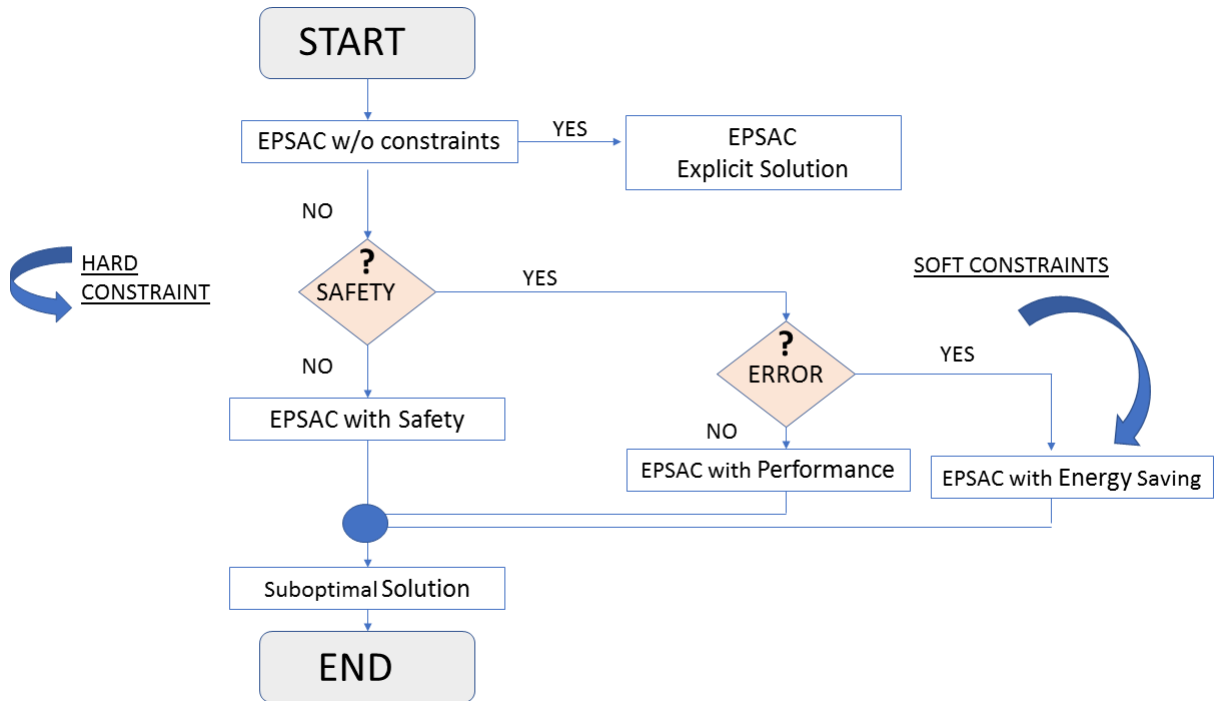 START
EPSAC w/o constraints
YES
EPSAC
Explicit Solution
NO
?
SAFETY
YES
HARD
CONSTRAINT
SOFT CONSTRAINTS
?
ERROR
YES
NO
EPSAC with Safety
NO
EPSAC with Performance
EPSAC with Energy Saving
Suboptimal Solution
END